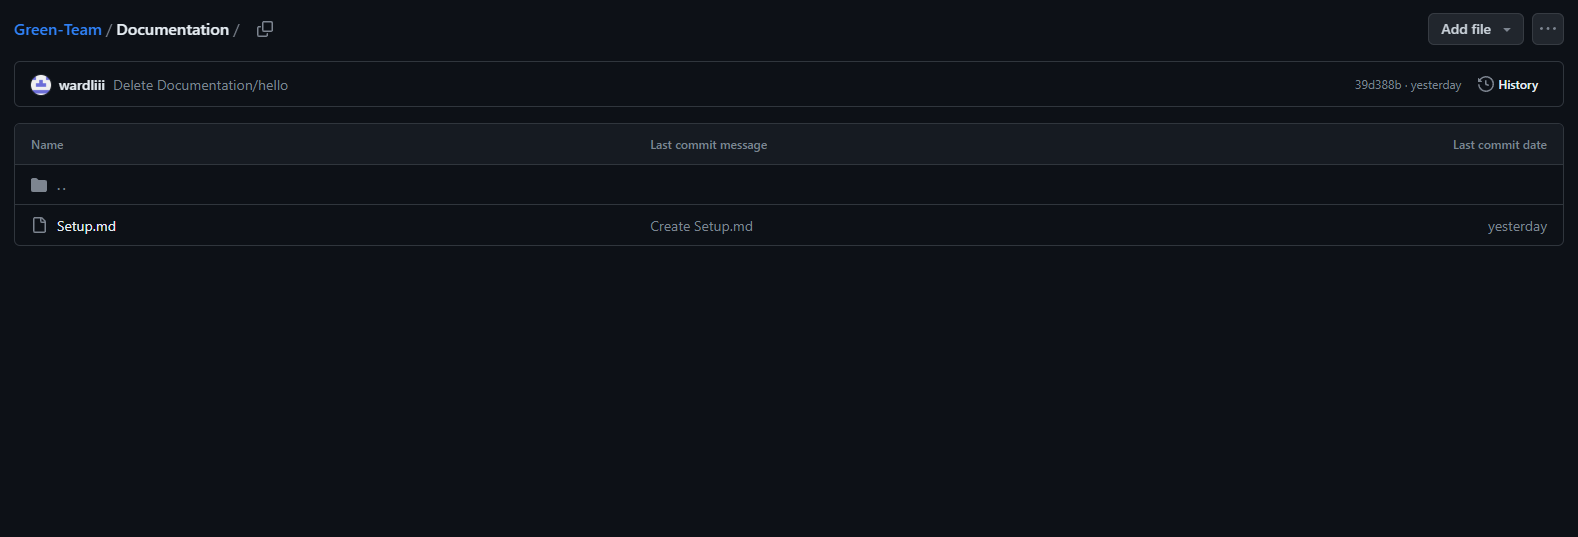 Green-Team / Documentation /
Add file
wardliii Delete Documentation/hello
39d388b · yesterday
History
Name Last commit message Last commit date
..
Setup.md Create Setup.md yesterday